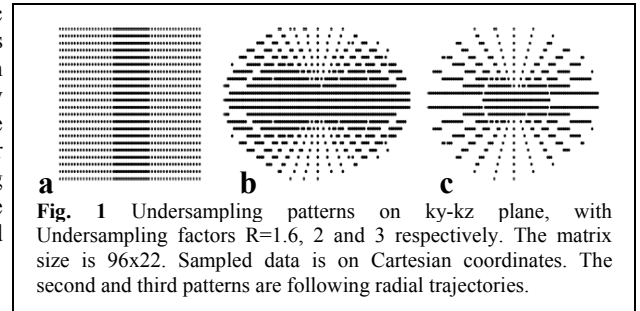 a b c
Fig. 1 Undersampling patterns on ky-kz plane, with
Undersampling factors R=1.6, 2 and 3 respectively. The matrix
size is 96x22. Sampled data is on Cartesian coordinates. The
second and third patterns are following radial trajectories.